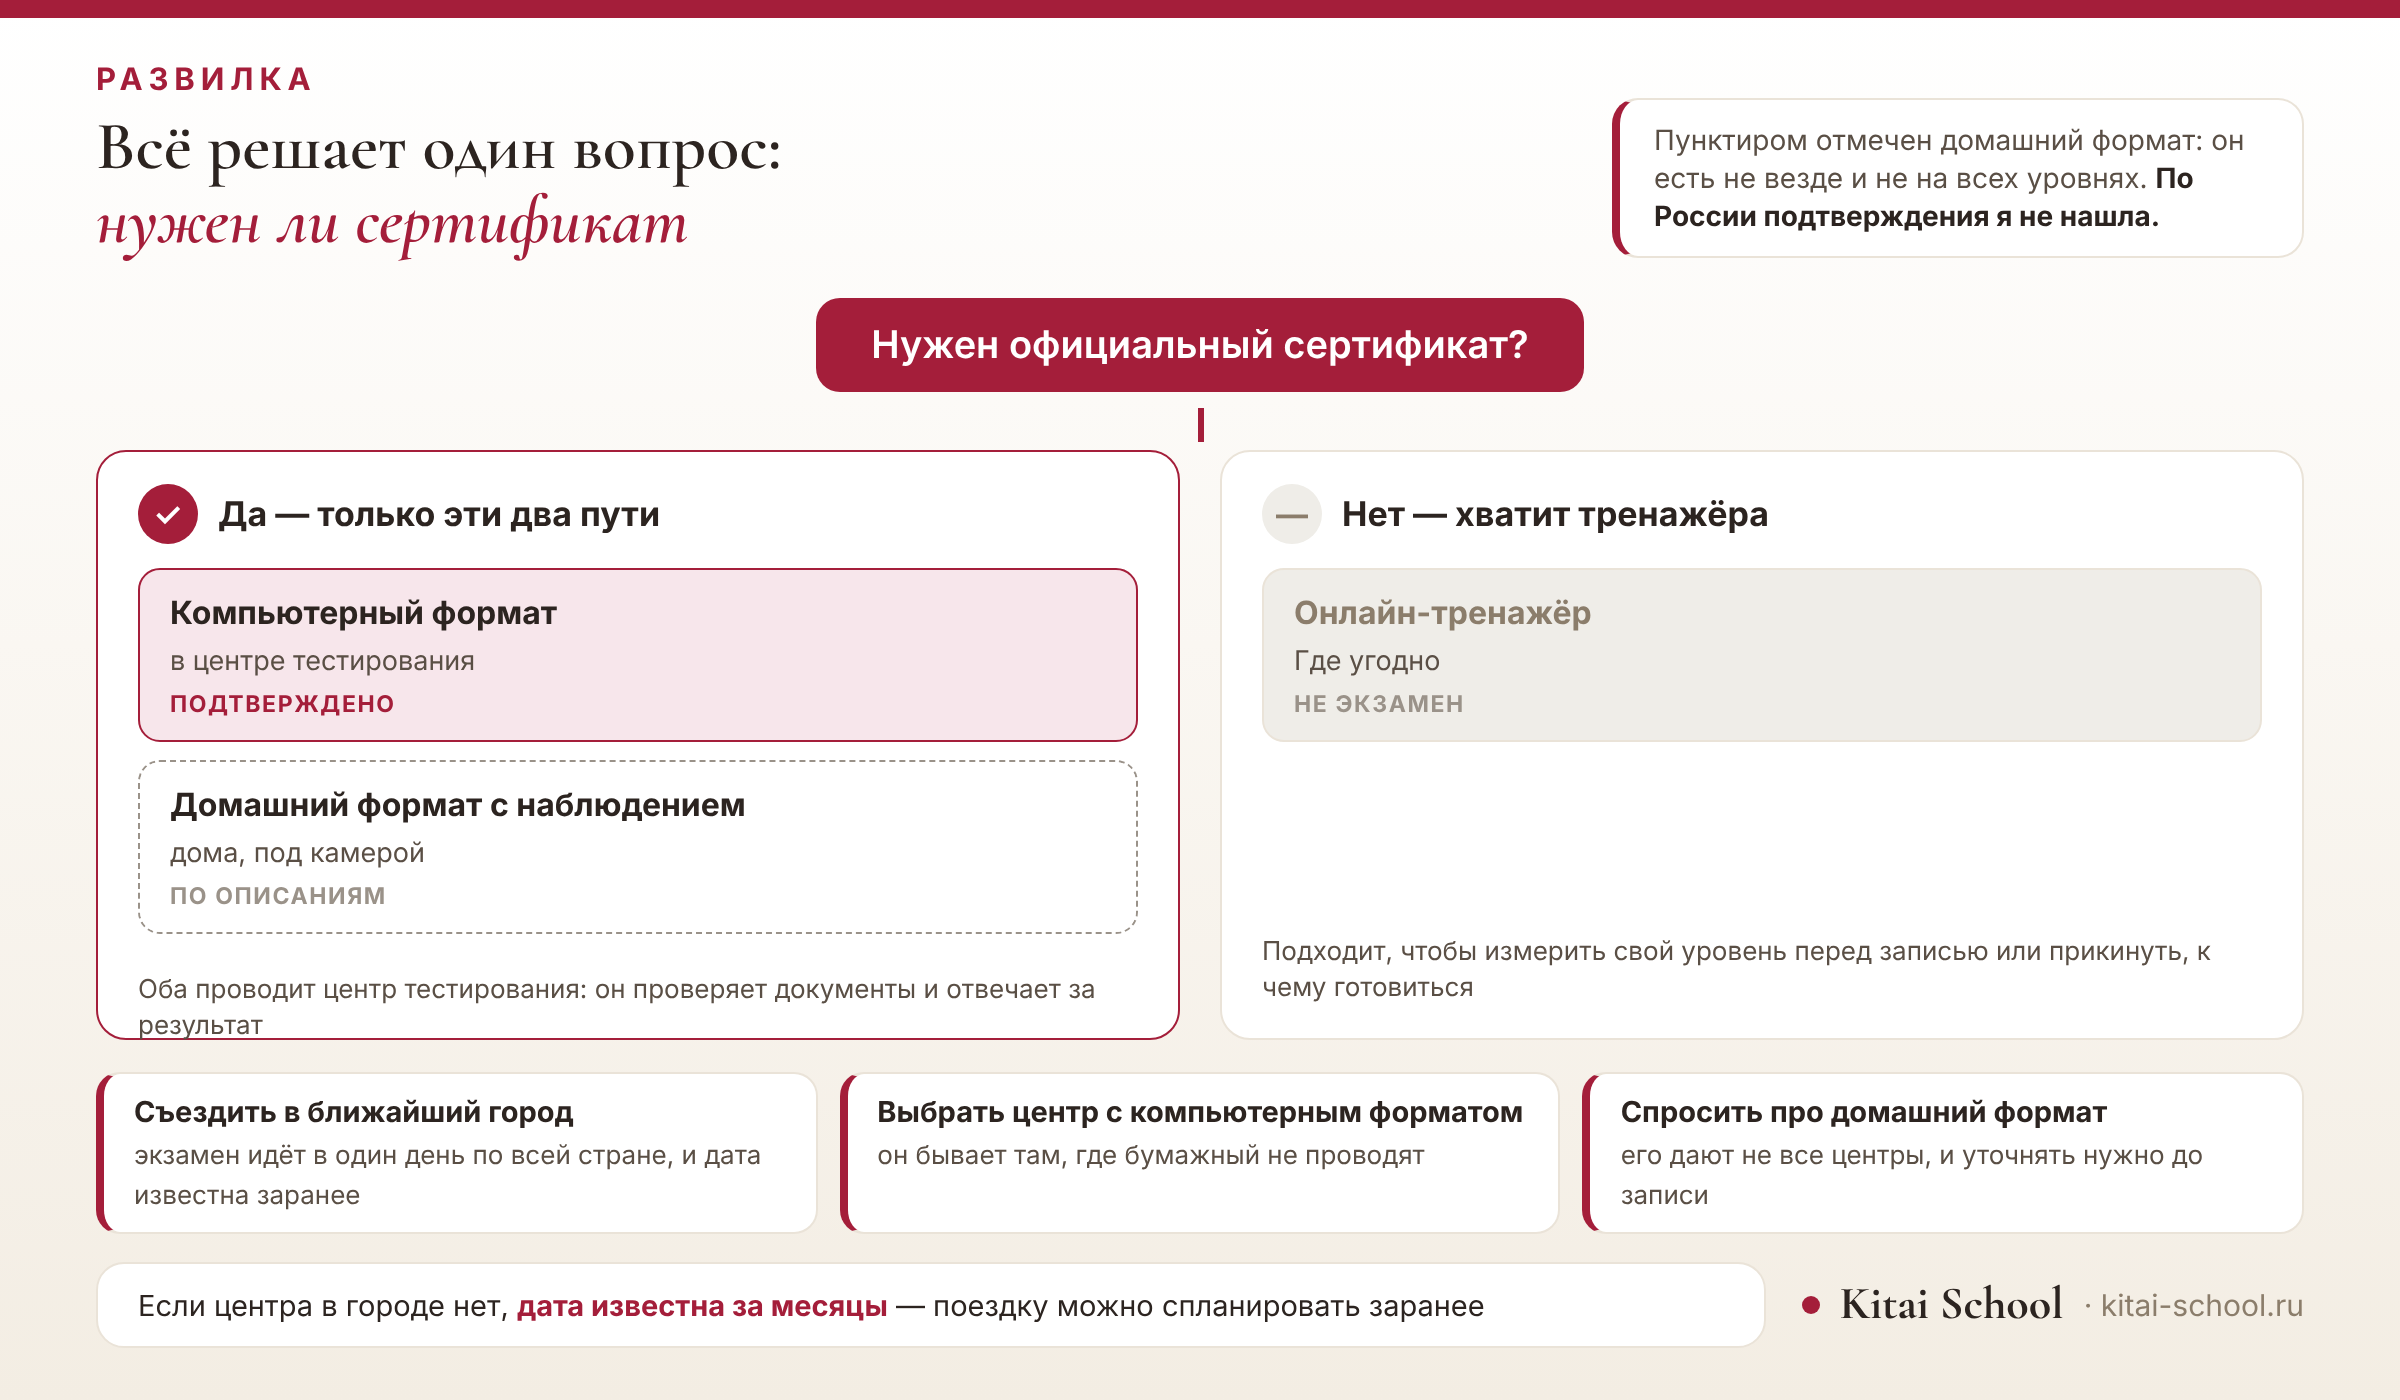 РАЗВИЛКА
Всё решает один вопрос:
нужен ли сертификат
Пунктиром отмечен домашний формат: он
есть не везде и не на всех уровнях. По
России подтверждения я не нашла.
Нужен официальный сертификат?
Да — только эти два пути
Компьютерный формат
в центре тестирования
ПОДТВЕРЖДЕНО
Домашний формат с наблюдением
дома, под камерой
ПО ОПИСАНИЯМ
Оба проводит центр тестирования: он проверяет документы и отвечает за
результат
Нет — хватит тренажёра
Онлайн-тренажёр
Где угодно
НЕ ЭКЗАМЕН
Подходит, чтобы измерить свой уровень перед записью или прикинуть, к
чему готовиться
Съездить в ближайший город
экзамен идёт в один день по всей стране, и дата
известна заранее
Выбрать центр с компьютерным форматом
он бывает там, где бумажный не проводят
Спросить про домашний формат
его дают не все центры, и уточнять нужно до
записи
Если центра в городе нет, дата известна за месяцы — поездку можно спланировать заранее
Kitai School · kitai-school.ru